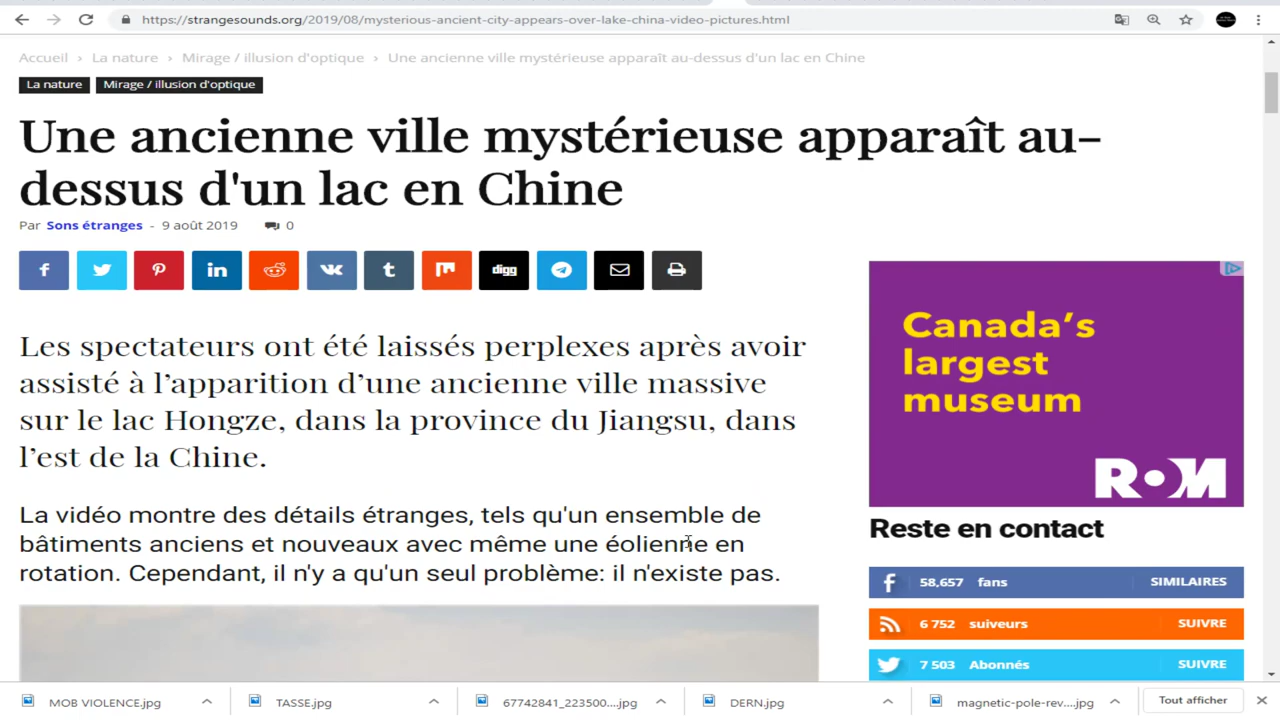 https://strangesounds.org/2019/08/mysterious-ancient-city-appears-over-lake-china-video-pictures.html
Accueil › La nature › Mirage / illusion d'optique › Une ancienne ville mystérieuse apparaît au-dessus d'un lac en Chine
La nature Mirage / illusion d'optique
Une ancienne ville mystérieuse apparaît au-
dessus d'un lac en Chine
Par Sons étranges - 9 août 2019 0
f in t digg
Les spectateurs ont été laissés perplexes après avoir
assisté à l'apparition d'une ancienne ville massive
sur le lac Hongze, dans la province du Jiangsu, dans
l'est de la Chine.
La vidéo montre des détails étranges, tels qu'un ensemble de
bâtiments anciens et nouveaux avec même une éolienne en
rotation. Cependant, il n'y a qu'un seul problème: il n'existe pas.
Canada's
largest
museum
ROM
Reste en contact
f 58,657 fans SIMILAIRES
6 752 suiveurs SUIVRE
7 503 Abonnés SUIVRE
MOB VIOLENCE.jpg TASSE.jpg 67742841_223500....jpg DERN.jpg magnetic-pole-rev....jpg Tout afficher